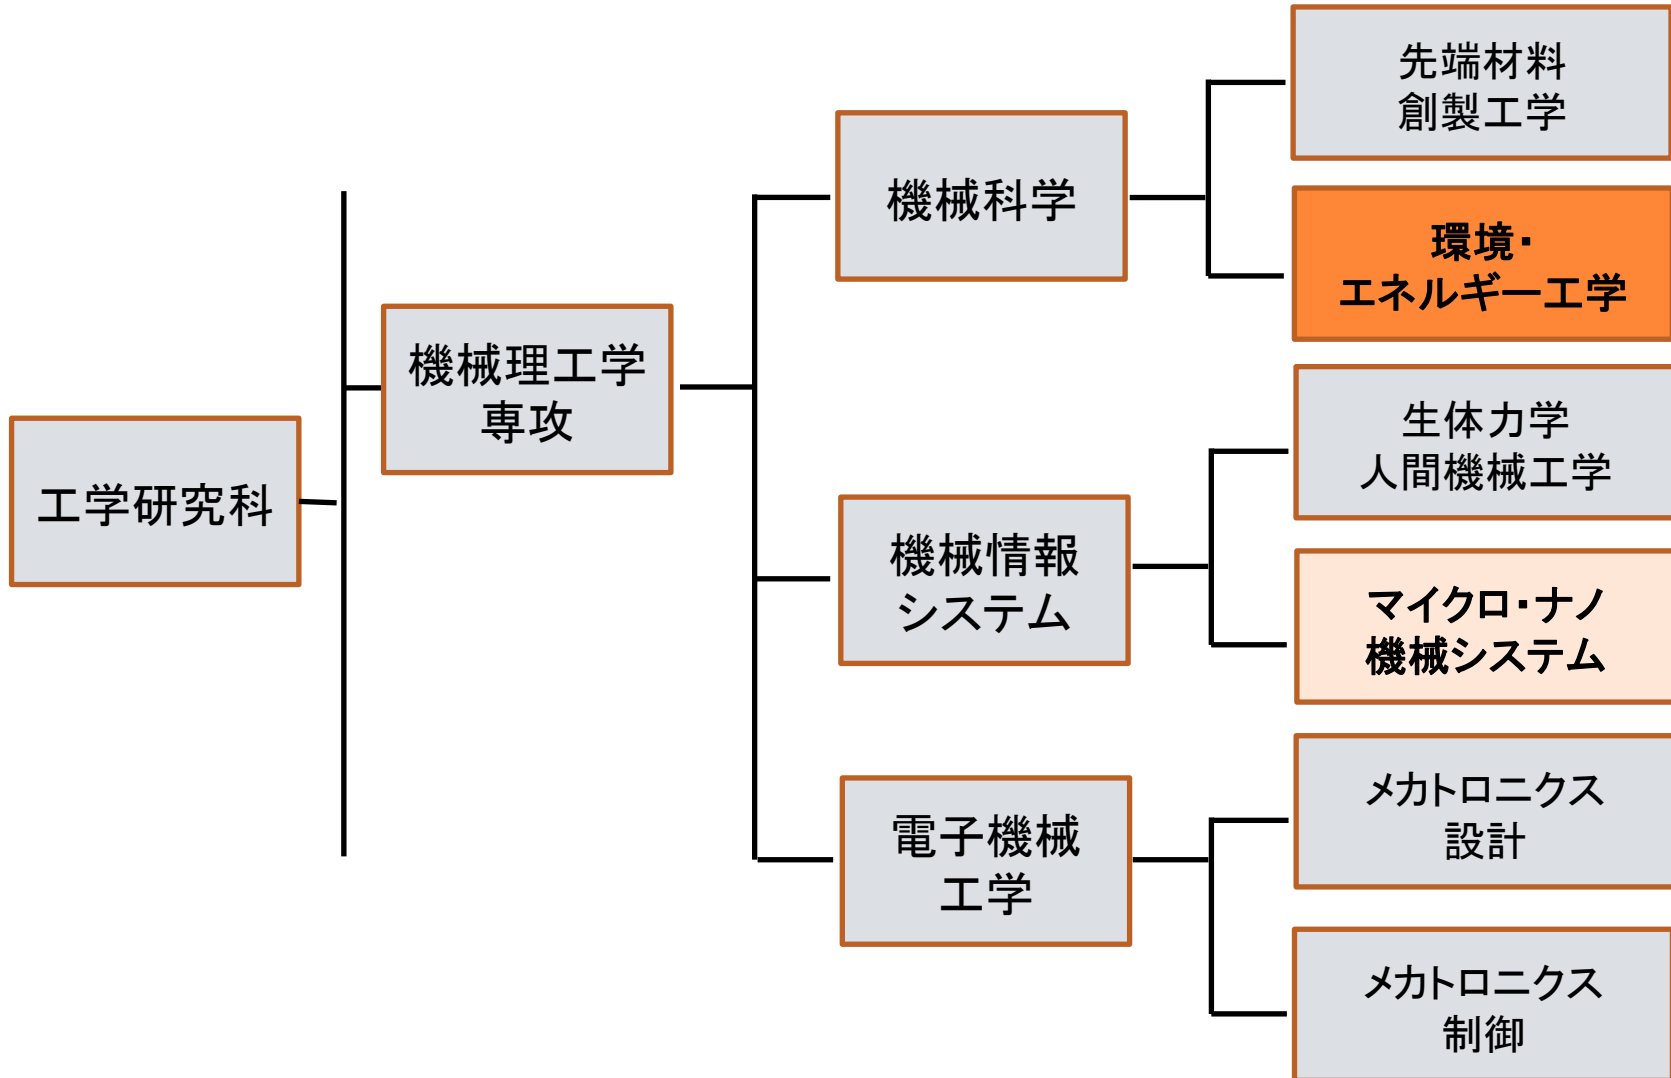 工学研究科
機械理工学
専攻
機械科学
先端材料
創製工学
環境・
エネルギー工学
機械情報
システム
生体力学
人間機械工学
マイクロ・ナノ
機械システム
電子機械
工学
メカトロニクス
設計
メカトロニクス
制御